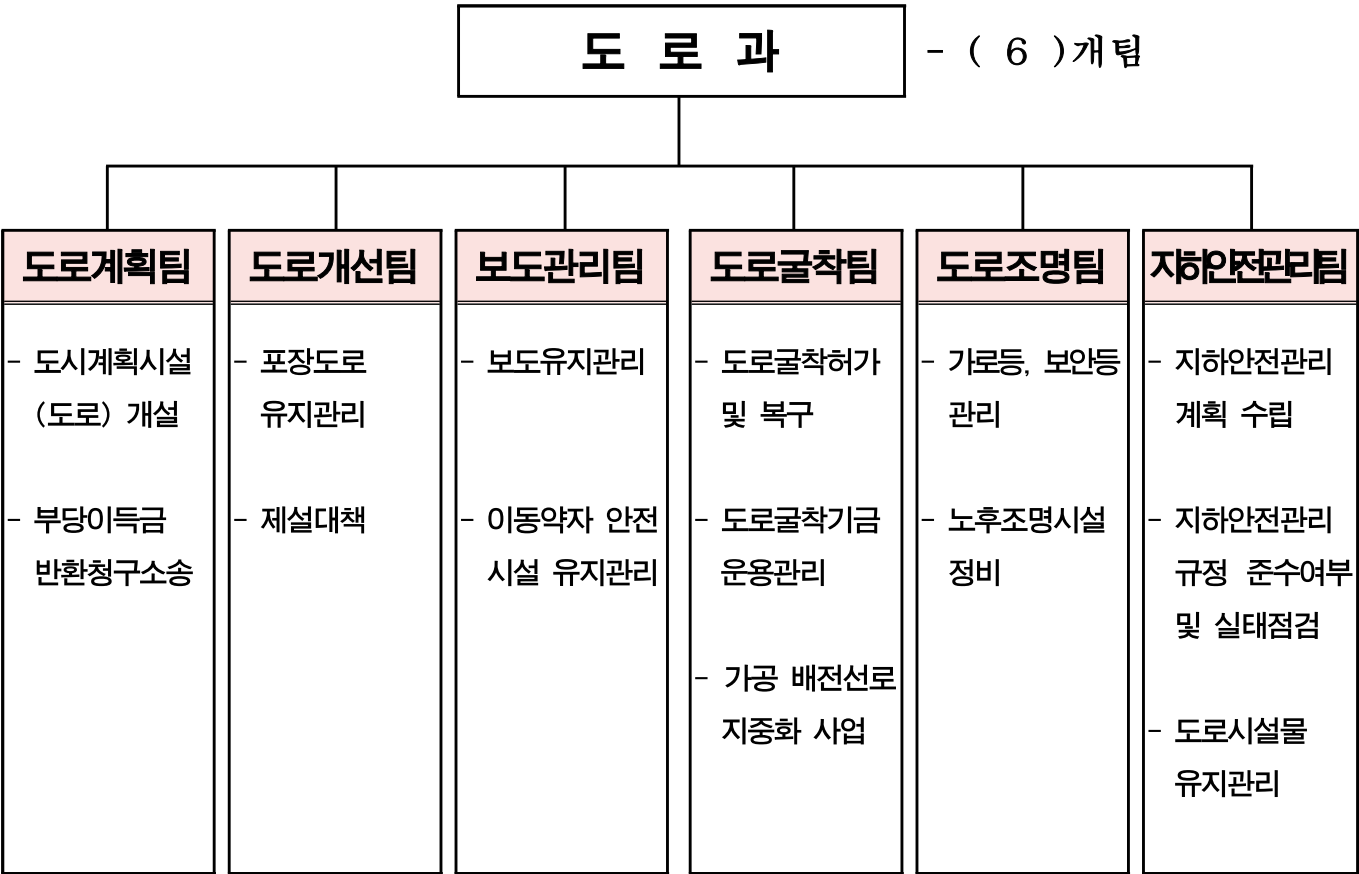 도 로 과 - ( 6 )개팀
도로계획팀
- 도시계획시설
(도로) 개설
- 부당이득금
반환청구소송
도로개선팀
- 포장도로
유지관리
- 제설대책
보도관리팀
- 보도유지관리
- 이동약자 안전
시설 유지관리
도로굴착팀
- 도로굴착허가
및 복구
- 도로굴착기금
운용관리
- 가공 배전선로
지중화 사업
도로조명팀
- 가로등, 보안등
관리
- 노후조명시설
정비
지하안전관리팀
- 지하안전관리
계획 수립
- 지하안전관리
규정 준수여부
및 실태점검
- 도로시설물
유지관리